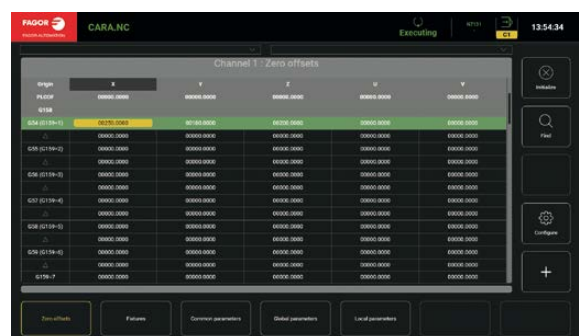 FAGOR
FAGOR AUTOMATION
CARA.NC
Executing
C1
13:54:34
Channel 1 : Zero offsets
Origin X Y Z U V
PLCOF 00000.0000 00000.0000 00000.0000 00000.0000 00000.0000
G158
G54 (G159=1) 00250.0000 00100.0000 00200.0000 00000.0000 00000.0000
△ 00000.0000 00000.0000 00000.0000 00000.0000 00000.0000
G55 (G159=2) 00000.0000 00000.0000 00000.0000 00000.0000 00000.0000
△ 00000.0000 00000.0000 00000.0000 00000.0000 00000.0000
G56 (G159=3) 00000.0000 00000.0000 00000.0000 00000.0000 00000.0000
△ 00000.0000 00000.0000 00000.0000 00000.0000 00000.0000
G57 (G159=4) 00000.0000 00000.0000 00000.0000 00000.0000 00000.0000
△ 00000.0000 00000.0000 00000.0000 00000.0000 00000.0000
G58 (G159=5) 00000.0000 00000.0000 00000.0000 00000.0000 00000.0000
△ 00000.0000 00000.0000 00000.0000 00000.0000 00000.0000
G59 (G159=6) 00000.0000 00000.0000 00000.0000 00000.0000 00000.0000
△ 00000.0000 00000.0000 00000.0000 00000.0000 00000.0000
G159=7 00000.0000 00000.0000 00000.0000 00000.0000 00000.0000
Initialize
Find
Configure
Zero offsets
Fixtures
Common parameters
Global parameters
Local parameters